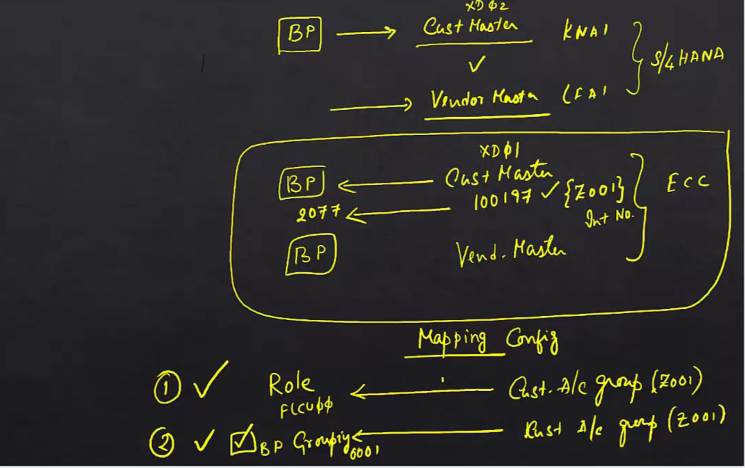 XDØ2
BP → Cust Master KNA1
✓ S/4 HANA
→ Vendor Master LFA1
XDØ1
BP ← Cust Master
2077 ← 100197 ✓ {Z001} ECC
Int No.
BP Vend. Master
Mapping Config
① ✓ Role ← Cust. A/c group (Z001)
FLCUØØ
② ✓ ☑ BP Grouping ← Cust A/c group (Z001)
0001